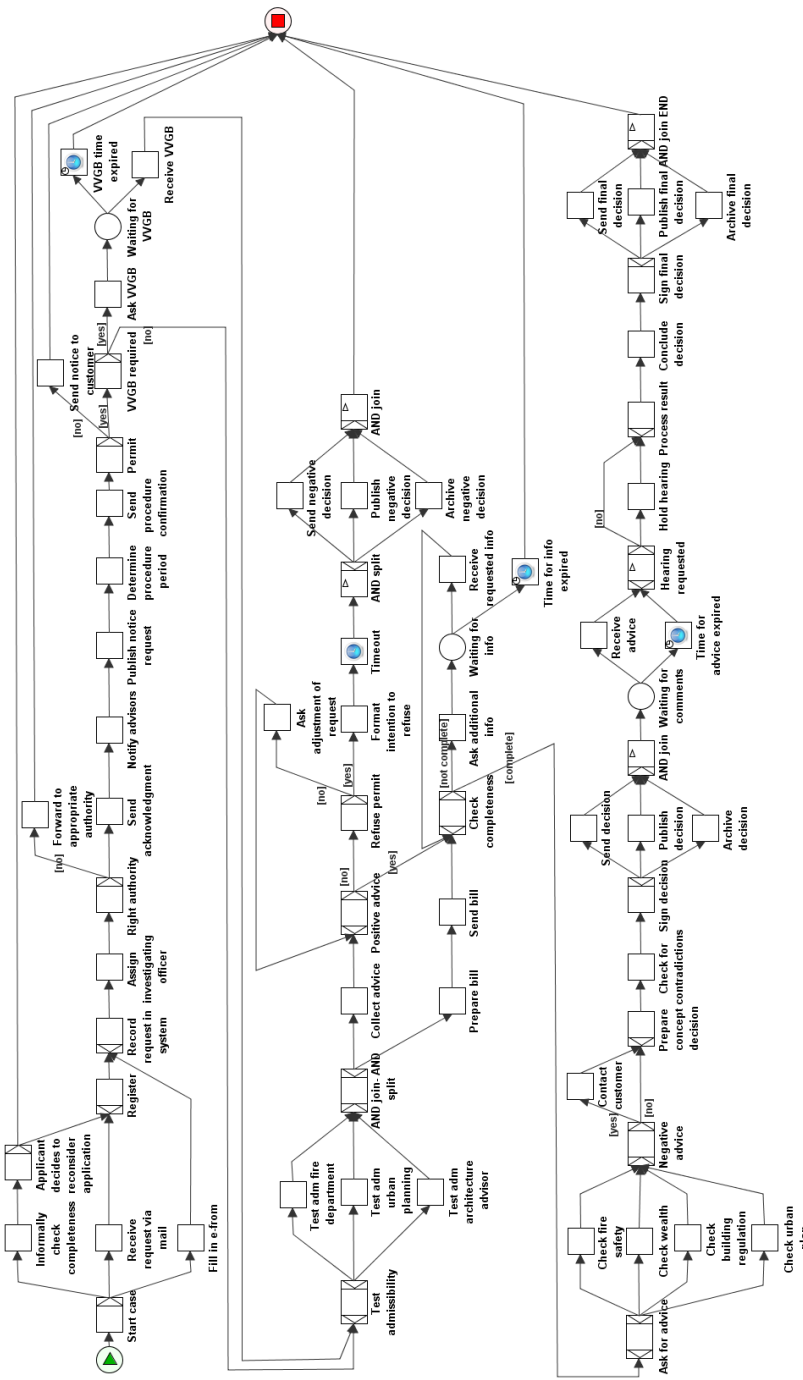 Start case
Informally
check
completeness
Applicant
decides to
reconsider
application
Receive
request via
mail
Fill in e-from
Register
Record
request in
system
Assign
investigating
officer
Right authority
[no]
Forward to
appropriate
authority
Send
acknowledgment
Notify advisors
Publish notice
request
Determine
procedure
period
Send
procedure
confirmation
Permit
[no]
[yes]
Send notice to
customer
VVGB required
[yes]
[no]
Ask VVGB
Waiting for
VVGB
VVGB time
expired
Receive VVGB
Test
admissibility
Test adm fire
department
Test adm
urban
planning
Test adm
architecture
advisor
AND join- AND
split
Collect advice
Prepare bill
Send bill
Positive advice
[no]
[yes]
Refuse permit
[no]
[yes]
Ask
adjustment of
request
Format
intention to
refuse
Timeout
AND split
Send negative
decision
Publish
negative
decision
Archive
negative
decision
AND join
Check
completeness
[not complete]
[complete]
Ask additional
info
Waiting for
info
Receive
requested info
Time for info
expired
Ask for advice
Check fire
safety
Check wealth
Check
building
regulation
Check urban
Negative
advice
[yes]
[no]
Contact
customer
Prepare
concept
decision
Check for
contradictions
Sign decision
Send decision
Publish
decision
Archive
decision
AND join
Waiting for
comments
Receive
advice
Time for
advice expired
Hearing
requested
[no]
Hold hearing
Process result
Conclude
decision
Sign final
decision
Send final
decision
Publish final
decision
Archive final
decision
AND join END